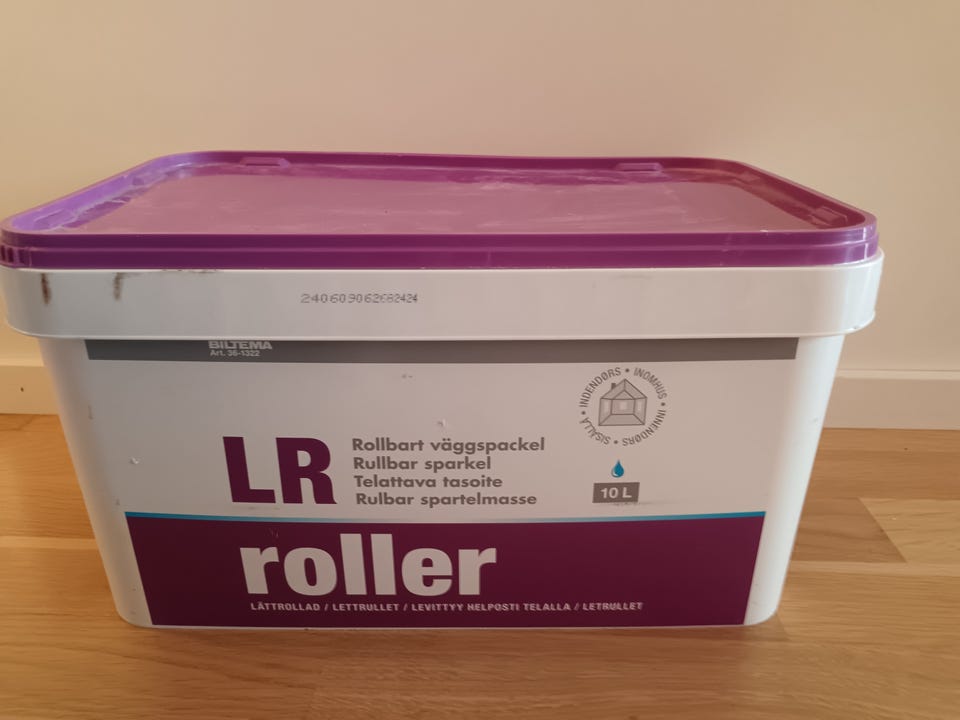 240609062682424
BILTEMA
Art. 36-1322
INDENDØRS • INOMHUS • INNENDØRS • SISÄLLÄ •
LR
Rollbart väggspackel
Rullbar sparkel
Telattava tasoite
Rulbar spartelmasse
10 L
roller
LÄTTROLLAD / LETTRULLET / LEVITTYY HELPOSTI TELALLA / LETRULLET